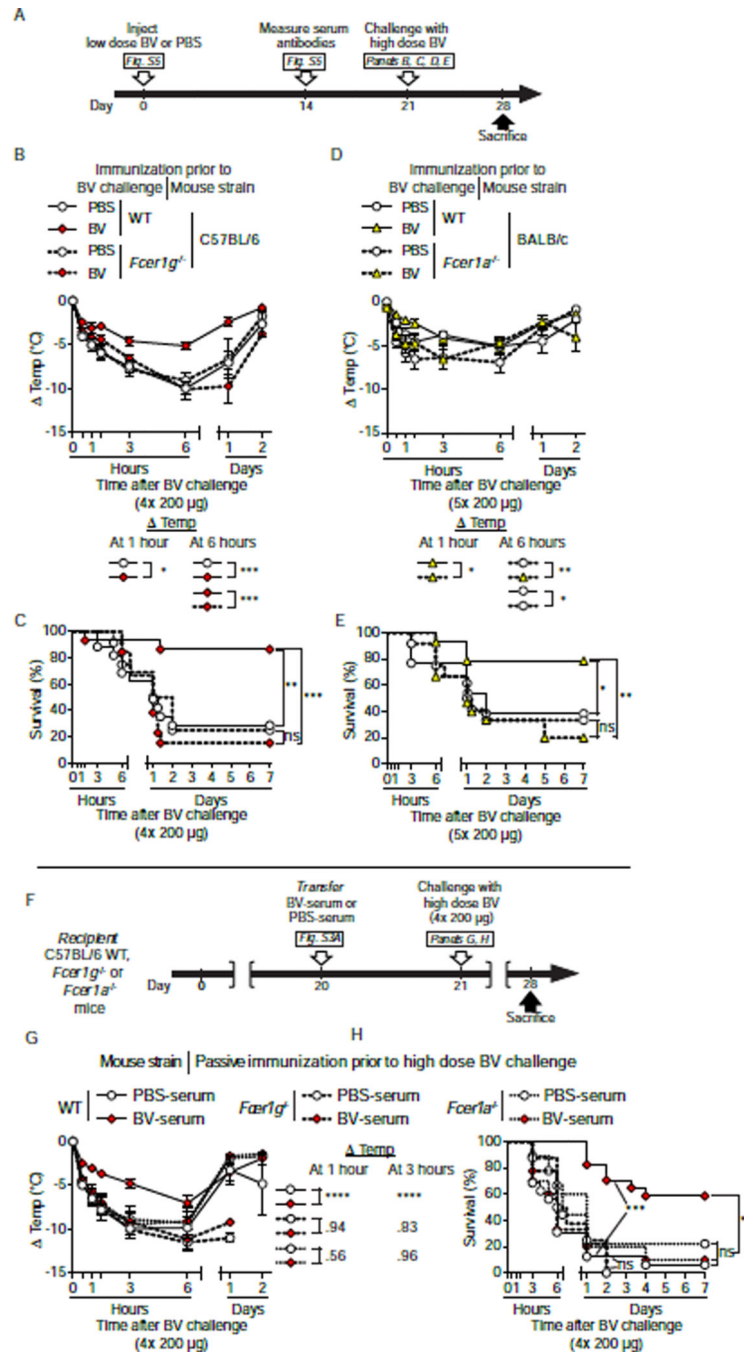 A
Inject
low dose BV or PBS
Fig. S5
Measure serum
antibodies
Fig. S5
Challenge with
high dose BV
Panels B, C, D, E
Day
0
14
21
28
Sacrifice
B
Immunization prior to
BV challenge | Mouse strain
PBS
BV
WT
PBS
BV
Fcer1g-/-
C57BL/6
Δ Temp (°C)
0
-5
-10
-15
0 1 3 6 1 2
Hours
Days
Time after BV challenge
(4x 200 µg)
Δ Temp
At 1 hour
At 6 hours
*
***
***
D
Immunization prior to
BV challenge | Mouse strain
PBS
BV
WT
PBS
BV
Fcer1a-/-
BALB/c
Δ Temp (°C)
0
-5
-10
-15
0 1 3 6 1 2
Hours
Days
Time after BV challenge
(5x 200 µg)
Δ Temp
At 1 hour
At 6 hours
*
**
*
C
Survival (%)
100
80
60
40
20
0
0 1 3 6 1 2 3 4 5 6 7
Hours
Days
Time after BV challenge
(4x 200 µg)
**
***
ns
E
Survival (%)
100
80
60
40
20
0
0 1 3 6 1 2 3 4 5 6 7
Hours
Days
Time after BV challenge
(5x 200 µg)
*
**
ns
F
Recipient
C57BL/6 WT,
Fcer1g-/- or
Fcer1a-/-
mice
Transfer
BV-serum or
PBS-serum
Fig. S3A
Challenge with
high dose BV
(4x 200 µg)
Panels G, H
Day
0
20
21
28
Sacrifice
G
H
Mouse strain | Passive immunization prior to high dose BV challenge
WT
PBS-serum
BV-serum
Fcer1g-/-
PBS-serum
BV-serum
Fcer1a-/-
PBS-serum
BV-serum
Δ Temp (°C)
0
-5
-10
-15
0 1 3 6 1 2
Hours
Days
Time after BV challenge
(4x 200 µg)
Δ Temp
At 1 hour
At 3 hours
**** ****
.94 .83
.56 .96
Survival (%)
100
80
60
40
20
0
0 1 3 6 1 2 3 4 5 6 7
Hours
Days
Time after BV challenge
(4x 200 µg)
***
ns
ns